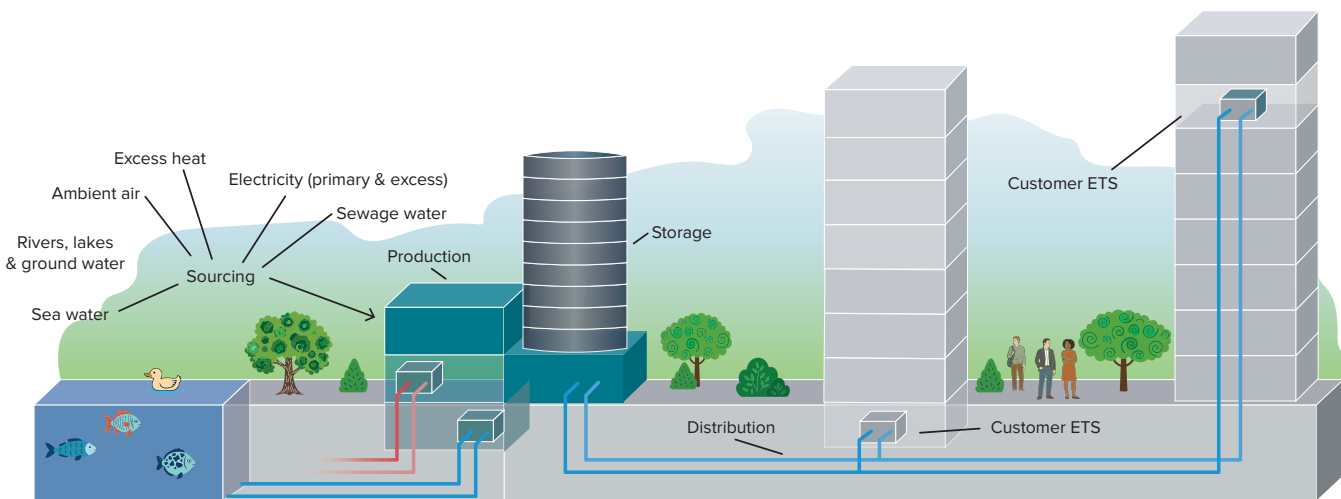 Excess heat
Electricity (primary & excess)
Ambient air
Sewage water
Rivers, lakes
& ground water
Sourcing
Sea water
Production
Storage
Customer ETS
Distribution
Customer ETS